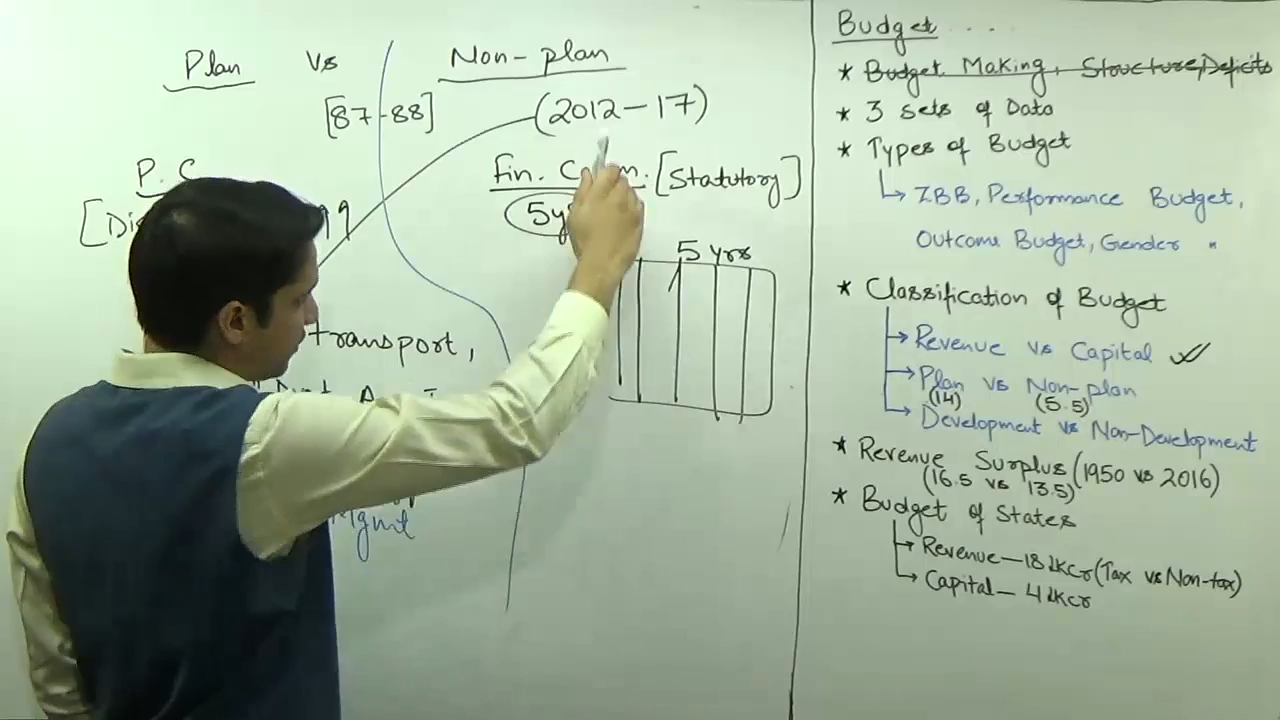 Plan vs Non-plan
[87-88] (2012-17)
P.C Fin. [Statutory]
5 yrs
transport,
Mgmt
Budget ....
* Budget Making, Structure, Deficits
* 3 Sets of Data
* Types of Budget
ZBB, Performance Budget,
Outcome Budget, Gender "
* Classification of Budget
Revenue vs Capital ✓
Plan vs Non-plan
(14) (5.5)
Development vs Non-Development
* Revenue Surplus (1950 vs 2016)
(16.5 vs 13.5)
* Budget of States
Revenue - 18 LKCr (Tax vs Non-tax)
Capital - 4 LKCr